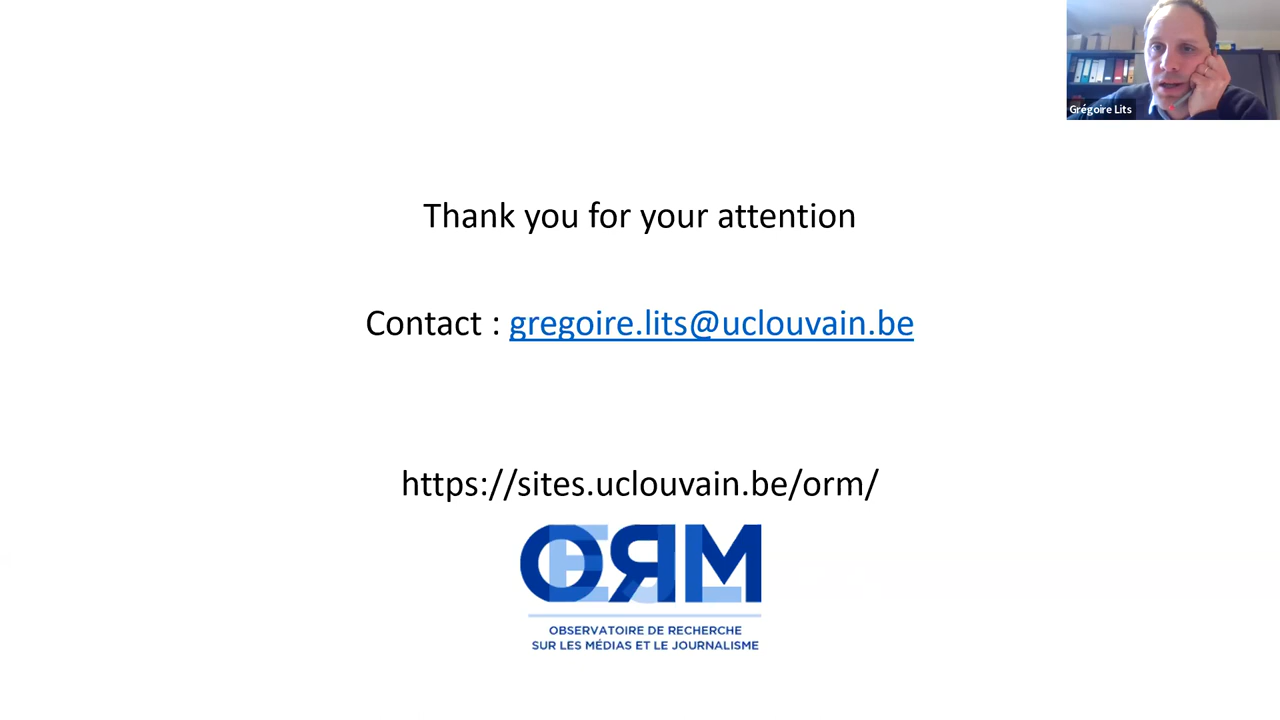 Grégoire Lits
Thank you for your attention
Contact : gregoire.lits@uclouvain.be
https://sites.uclouvain.be/orm/
ORM
OBSERVATOIRE DE RECHERCHE
SUR LES MÉDIAS ET LE JOURNALISME